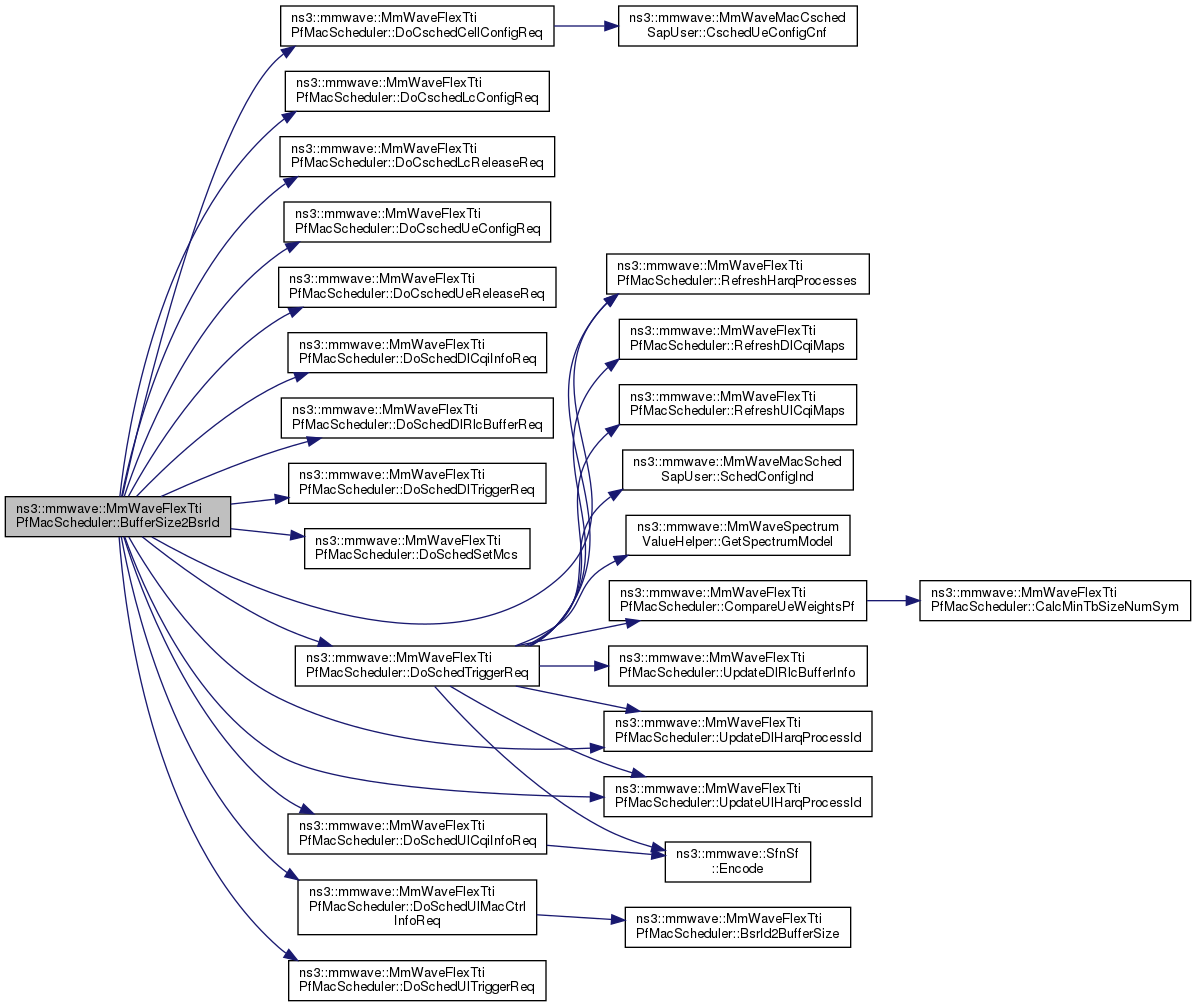 ns3::mmwave::MmWaveFlexTti
PfMacScheduler::BufferSize2BsrId
ns3::mmwave::MmWaveFlexTti
PfMacScheduler::DoCschedCellConfigReq
ns3::mmwave::MmWaveFlexTti
PfMacScheduler::DoCschedLcConfigReq
ns3::mmwave::MmWaveFlexTti
PfMacScheduler::DoCschedLcReleaseReq
ns3::mmwave::MmWaveFlexTti
PfMacScheduler::DoCschedUeConfigReq
ns3::mmwave::MmWaveFlexTti
PfMacScheduler::DoCschedUeReleaseReq
ns3::mmwave::MmWaveFlexTti
PfMacScheduler::DoSchedDlCqiInfoReq
ns3::mmwave::MmWaveFlexTti
PfMacScheduler::DoSchedDlRlcBufferReq
ns3::mmwave::MmWaveFlexTti
PfMacScheduler::DoSchedDlTriggerReq
ns3::mmwave::MmWaveFlexTti
PfMacScheduler::DoSchedSetMcs
ns3::mmwave::MmWaveFlexTti
PfMacScheduler::DoSchedTriggerReq
ns3::mmwave::MmWaveFlexTti
PfMacScheduler::DoSchedUlCqiInfoReq
ns3::mmwave::MmWaveFlexTti
PfMacScheduler::DoSchedUlMacCtrl
InfoReq
ns3::mmwave::MmWaveFlexTti
PfMacScheduler::DoSchedUlTriggerReq
ns3::mmwave::MmWaveMacCsched
SapUser::CschedUeConfigCnf
ns3::mmwave::MmWaveFlexTti
PfMacScheduler::RefreshHarqProcesses
ns3::mmwave::MmWaveFlexTti
PfMacScheduler::RefreshDlCqiMaps
ns3::mmwave::MmWaveFlexTti
PfMacScheduler::RefreshUlCqiMaps
ns3::mmwave::MmWaveMacSched
SapUser::SchedConfigInd
ns3::mmwave::MmWaveSpectrum
ValueHelper::GetSpectrumModel
ns3::mmwave::MmWaveFlexTti
PfMacScheduler::CompareUeWeightsPf
ns3::mmwave::MmWaveFlexTti
PfMacScheduler::UpdateDlRlcBufferInfo
ns3::mmwave::MmWaveFlexTti
PfMacScheduler::UpdateDlHarqProcessId
ns3::mmwave::MmWaveFlexTti
PfMacScheduler::UpdateUlHarqProcessId
ns3::mmwave::SfnSf
::Encode
ns3::mmwave::MmWaveFlexTti
PfMacScheduler::BsrId2BufferSize
ns3::mmwave::MmWaveFlexTti
PfMacScheduler::CalcMinTbSizeNumSym